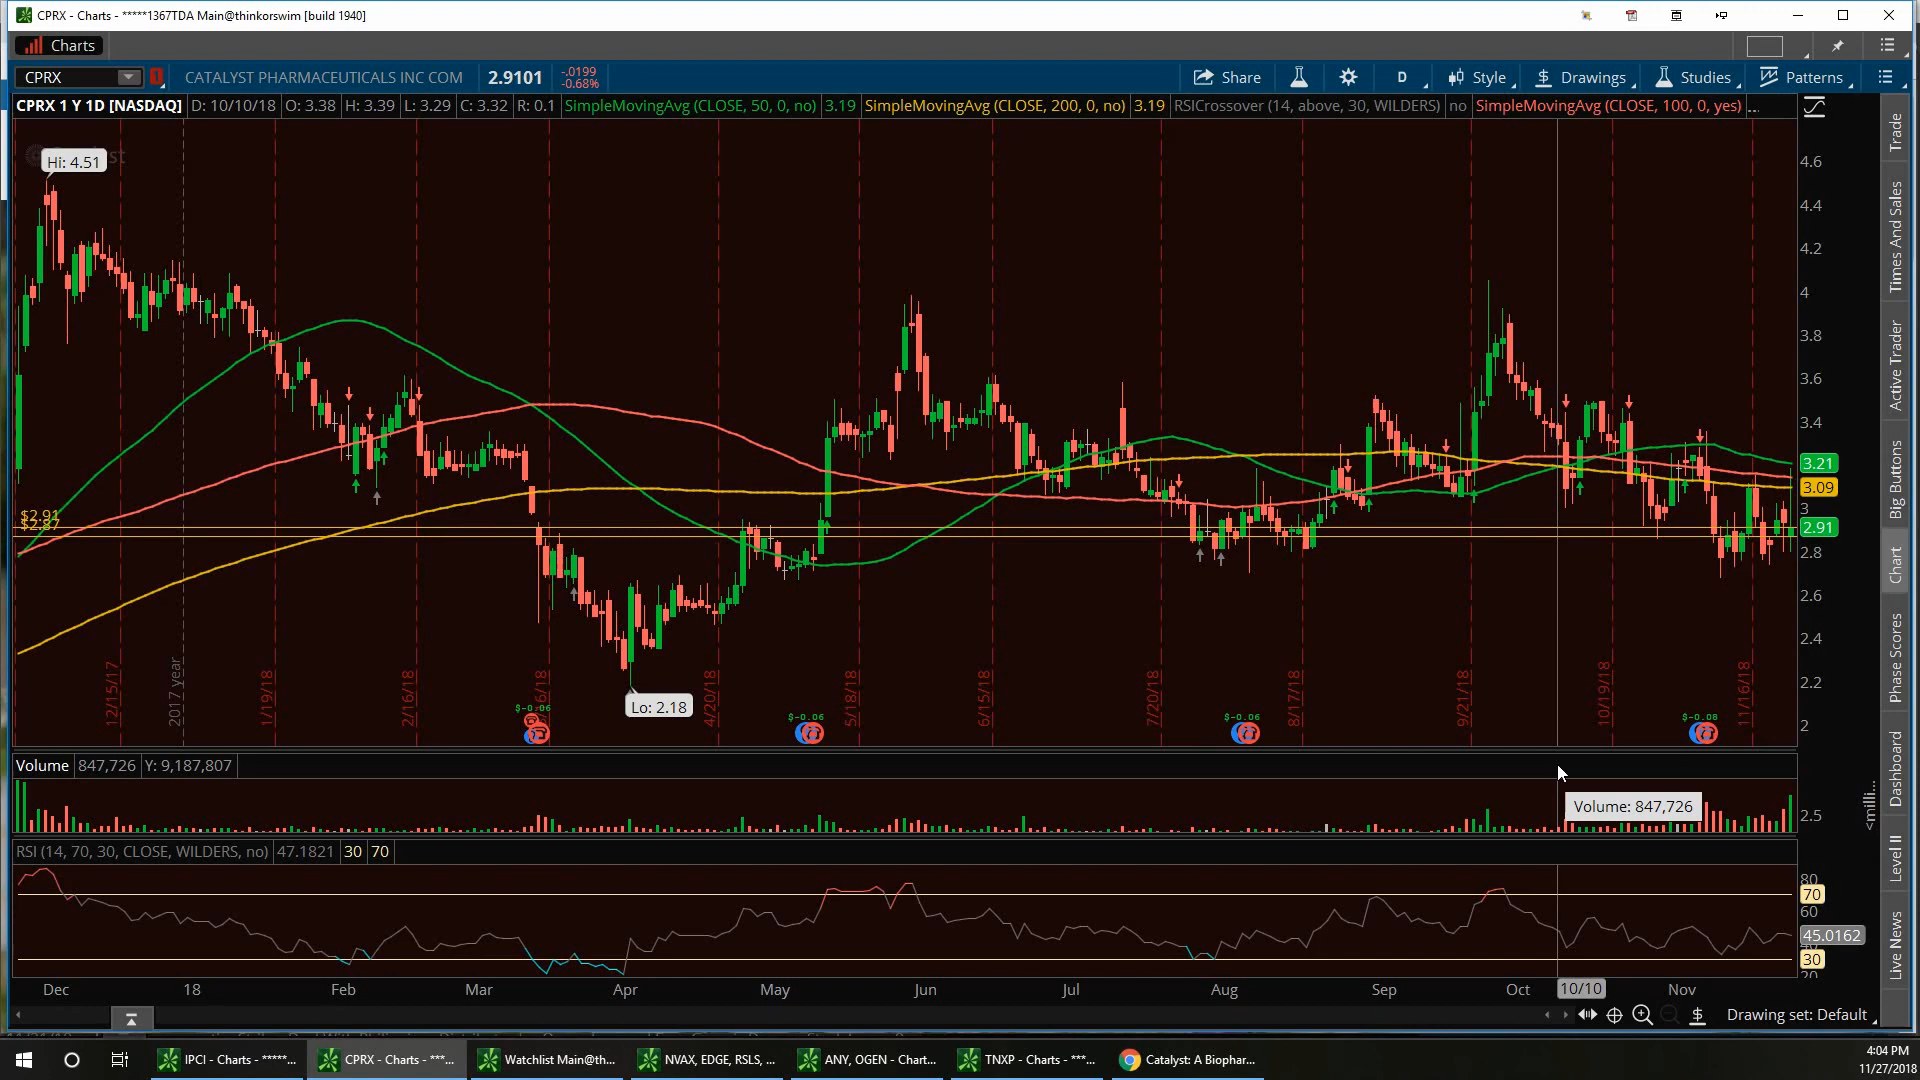 CPRX - Charts - *****1367TDA Main@thinkorswim [build 1940]
Charts
CPRX 1 CATALYST PHARMACEUTICALS INC COM 2.9101 -.0199 -0.68% Share D Style Drawings Studies Patterns
CPRX 1 Y 1D [NASDAQ] D: 10/10/18 O: 3.38 H: 3.39 L: 3.29 C: 3.32 R: 0.1 SimpleMovingAvg (CLOSE, 50, 0, no) 3.19 SimpleMovingAvg (CLOSE, 200, 0, no) 3.19 RSICrossover (14, above, 30, WILDERS) no SimpleMovingAvg (CLOSE, 100, 0, yes) ...
Hi: 4.51
4.6
4.4
4.2
4
3.8
3.6
3.4
3.21
3.09
3
2.91
2.8
2.6
2.4
2.2
2
$2.91
$2.87
Lo: 2.18
12/15/17
2017 year
1/19/18
2/16/18
6/18
4/20/18
5/18/18
6/15/18
7/20/18
8/17/18
9/21/18
10/19/18
11/16/18
$-0.06
$-0.06
$-0.06
$-0.08
Volume 847,726 Y: 9,187,807
Volume: 847,726
2.5
<milli...
RSI (14, 70, 30, CLOSE, WILDERS, no) 47.1821 30 70
80
70
60
45.0162
30
20
Dec 18 Feb Mar Apr May Jun Jul Aug Sep Oct 10/10 Nov
Drawing set: Default
Trade
Times And Sales
Active Trader
Big Buttons
Chart
Phase Scores
Dashboard
Level II
Live News
IPCI - Charts - *****... CPRX - Charts - ***... Watchlist Main@th... NVAX, EDGE, RSLS, ... ANY, OGEN - Chart... TNXP - Charts - ***... Catalyst: A Biophar...
4:04 PM
11/27/2018